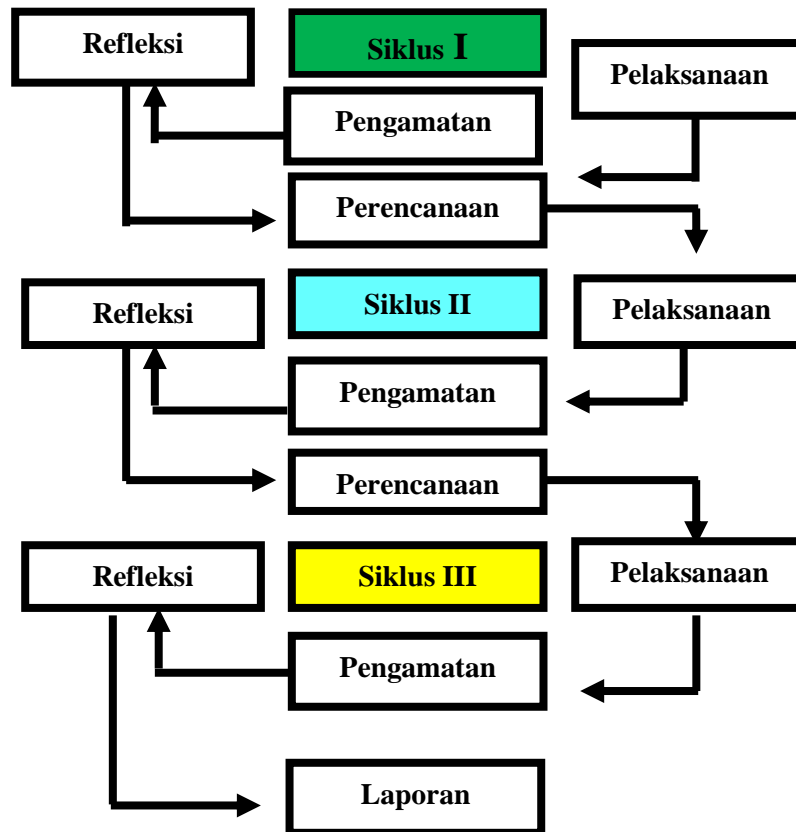 Refleksi
Siklus I
Pelaksanaan
Pengamatan
Perencanaan
Refleksi
Siklus II
Pelaksanaan
Pengamatan
Perencanaan
Refleksi
Siklus III
Pelaksanaan
Pengamatan
Laporan